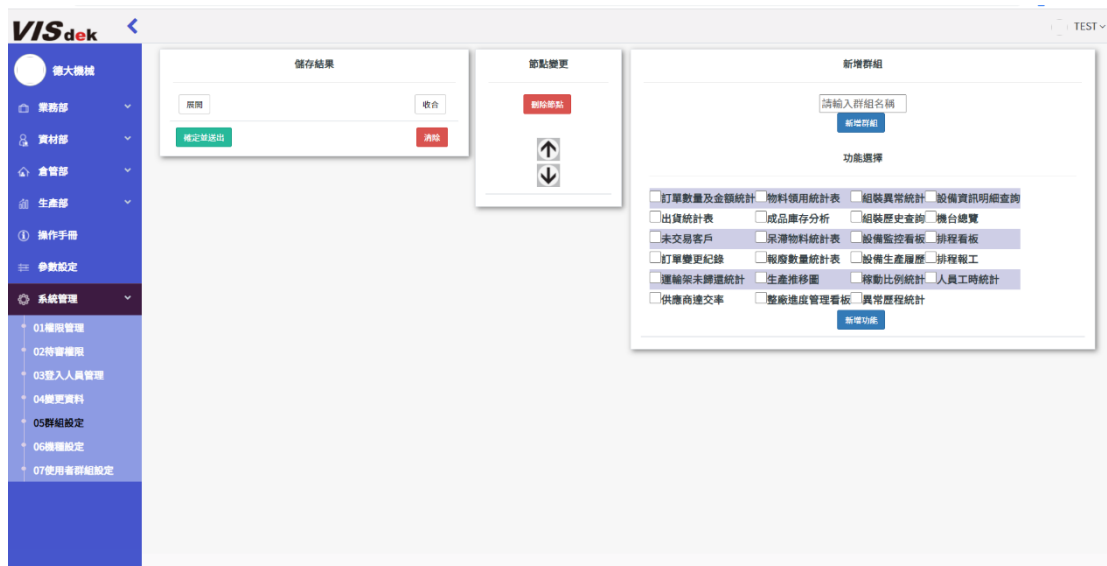 VISdek
TEST
德大機械
業務部
資材部
倉管部
生產部
操作手冊
參數設定
系統管理
01權限管理
02待審權限
03登入人員管理
04變更資料
05群組設定
06機種設定
07使用者群組設定
儲存結果
展開 收合
確定並送出 清除
節點變更
刪除節點
新增群組
請輸入群組名稱
新增群組
功能選擇
訂單數量及金額統計 物料領用統計表 組裝異常統計 設備資訊明細查詢
出貨統計表 成品庫存分析 組裝歷史查詢 機台總覽
未交易客戶 呆滯物料統計表 設備監控看板 排程看板
訂單變更紀錄 報廢數量統計表 設備生產履歷 排程報工
運輸架未歸還統計 生產推移圖 稼動比例統計 人員工時統計
供應商達交率 整廠進度管理看板 異常歷程統計
新增功能